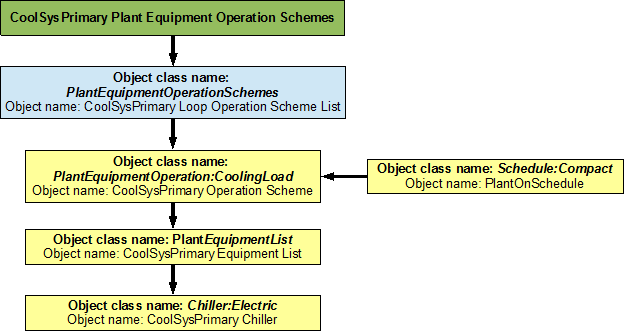 CoolSysPrimary Plant Equipment Operation Schemes
Object class name:
PlantEquipmentOperationSchemes
Object name: CoolSysPrimary Loop Operation Scheme List
Object class name:
PlantEquipmentOperation:CoolingLoad
Object name: CoolSysPrimary Operation Scheme
Object class name: Schedule:Compact
Object name: PlantOnSchedule
Object class name: PlantEquipmentList
Object name: CoolSysPrimary Equipment List
Object class name: Chiller:Electric
Object name: CoolSysPrimary Chiller